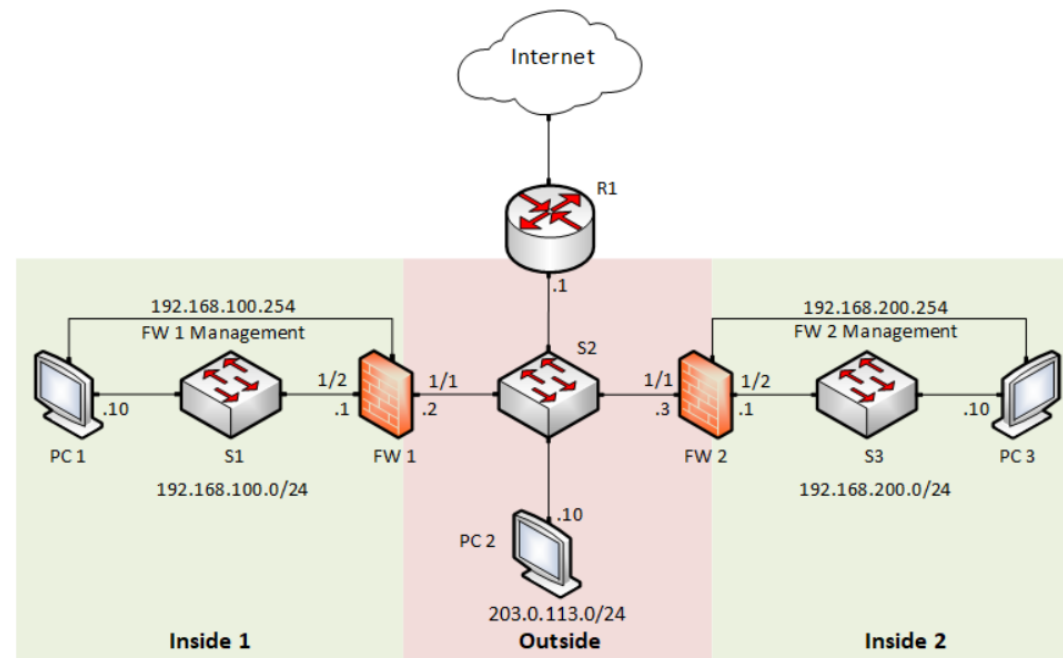 Internet
R1
.1
192.168.100.254
FW 1 Management
192.168.200.254
FW 2 Management
S2
1/2
1/1
1/1
1/2
.10
.1
.2
.3
.1
.10
PC 1
S1
FW 1
FW 2
S3
PC 3
192.168.100.0/24
192.168.200.0/24
.10
PC 2
203.0.113.0/24
Inside 1
Outside
Inside 2